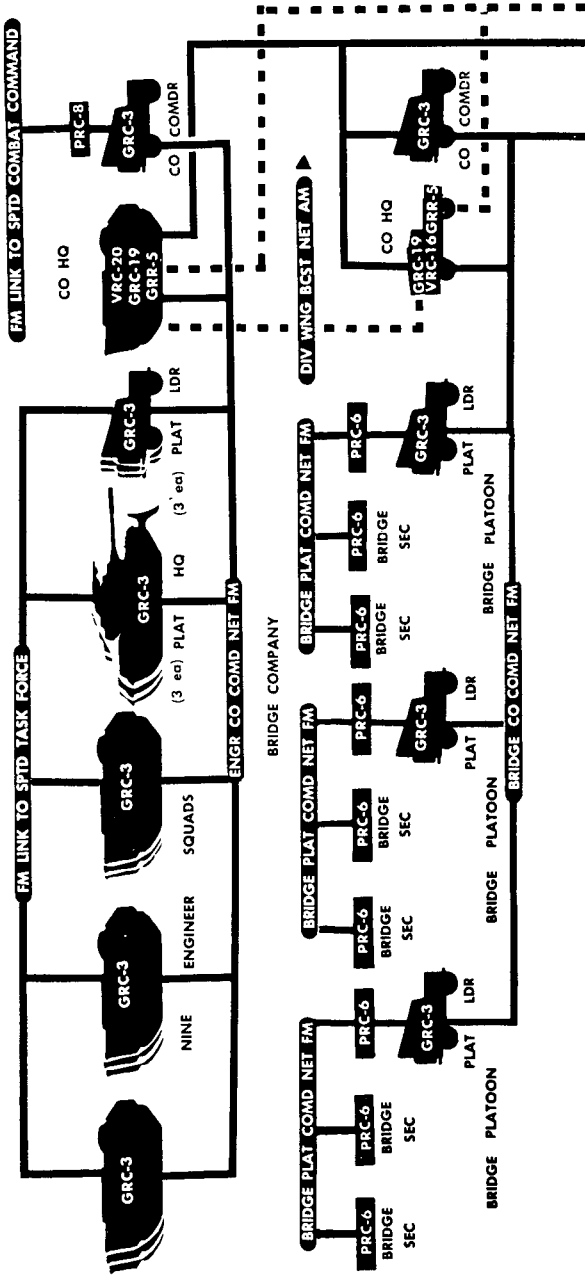 FM LINK TO SPTD TASK FORCE
FM LINK TO SPTD COMBAT COMMAND
PRC-8
GRC-3
GRC-3
GRC-3
GRC-3
GRC-3
VRC-20
GRC-19
GRR-5
GRC-3
NINE ENGINEER SQUADS
(3 ea) PLAT HQ
(3 ea) PLAT LDR
CO HQ
CO COMDR
ENGR CO COMD NET FM
BRIDGE COMPANY
DIV WNG BCST NET AM
BRIDGE PLAT COMD NET FM
BRIDGE PLAT COMD NET FM
BRIDGE PLAT COMD NET FM
PRC-6
PRC-6
PRC-6
PRC-6
PRC-6
PRC-6
PRC-6
PRC-6
PRC-6
BRIDGE SEC
BRIDGE SEC
BRIDGE SEC
BRIDGE SEC
BRIDGE SEC
BRIDGE SEC
GRC-3
PLAT LDR
GRC-3
PLAT LDR
GRC-3
PLAT LDR
CO HQ
GRC-19
VRC-16
GRR-5
GRC-3
CO COMDR
BRIDGE PLATOON
BRIDGE PLATOON
BRIDGE PLATOON
BRIDGE CO COMD NET FM